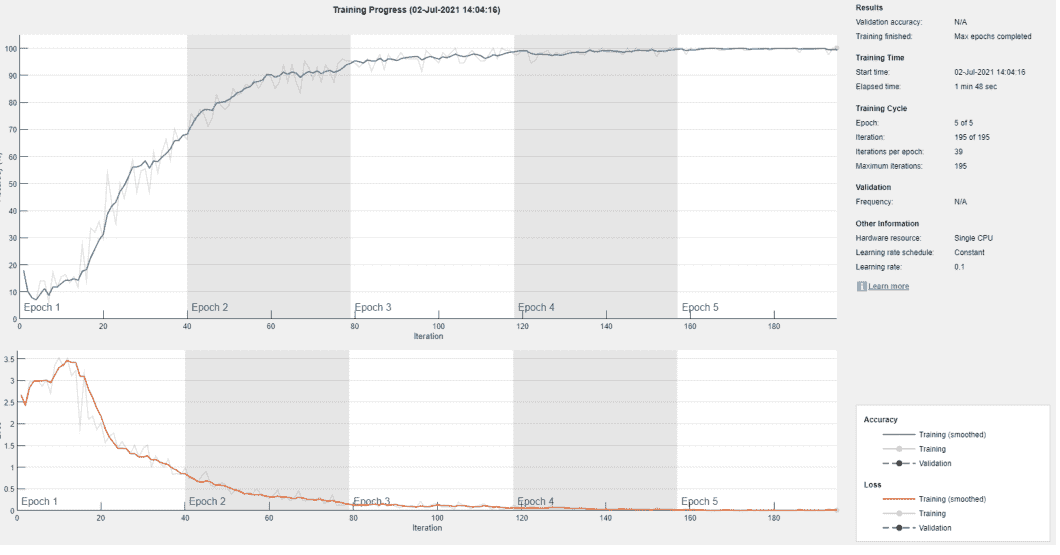 Training Progress (02-Jul-2021 14:04:16)
100
90
80
70
60
50
40
30
20
10
0
Epoch 1
Epoch 2
Epoch 3
Epoch 4
Epoch 5
0
20
40
60
80
100
120
140
160
180
Iteration
3.5
3
2.5
2
1.5
1
0.5
0
Epoch 1
Epoch 2
Epoch 3
Epoch 4
Epoch 5
0
20
40
60
80
100
120
140
160
180
Iteration
Results
Validation accuracy: N/A
Training finished: Max epochs completed
Training Time
Start time: 02-Jul-2021 14:04:16
Elapsed time: 1 min 48 sec
Training Cycle
Epoch: 5 of 5
Iteration: 195 of 195
Iterations per epoch: 39
Maximum iterations: 195
Validation
Frequency: N/A
Other Information
Hardware resource: Single CPU
Learning rate schedule: Constant
Learning rate: 0.1
Learn more
Accuracy
Training (smoothed)
Training
Validation
Loss
Training (smoothed)
Training
Validation